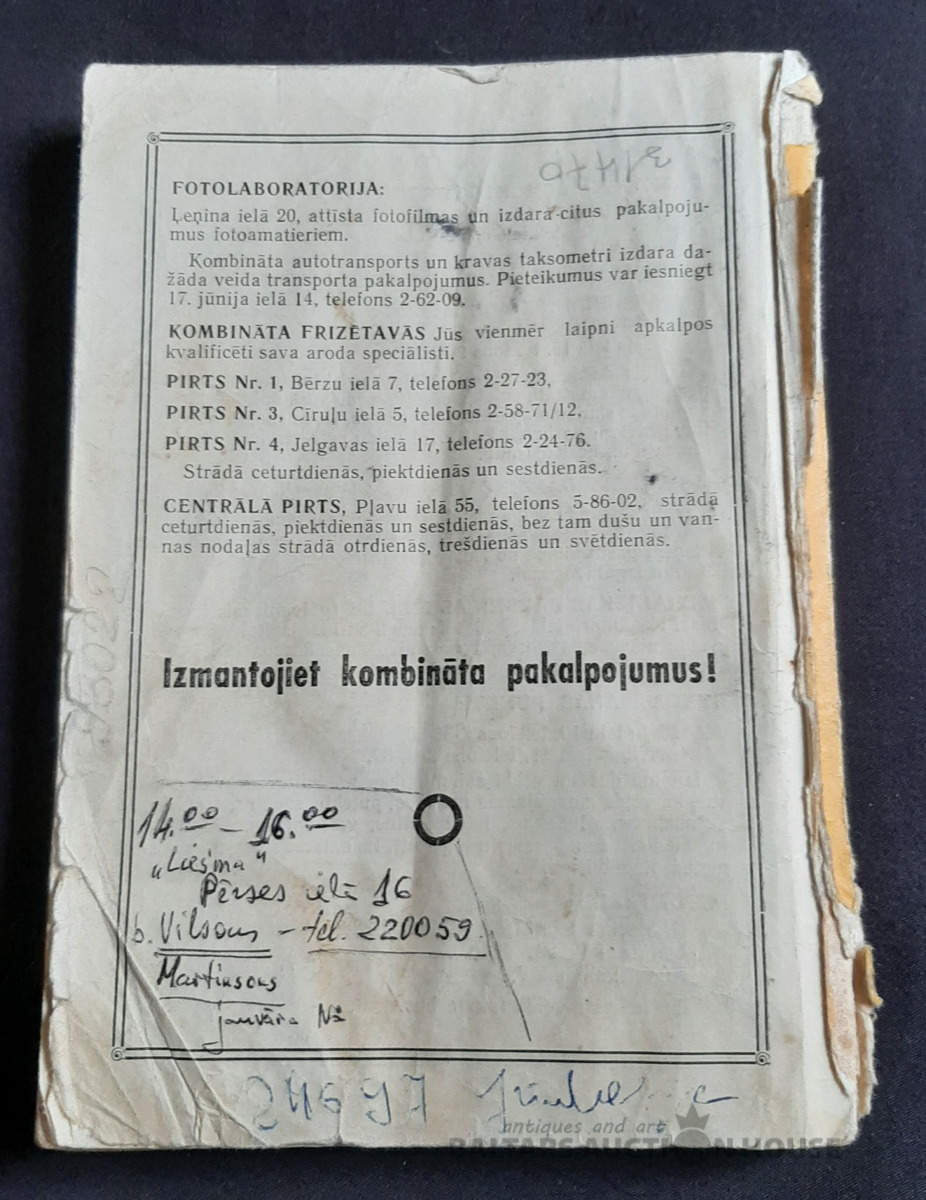 31470
FOTOLABORATORIJA:
Ļeņina ielā 20, attīsta fotofilmas un izdara citus pakalpoju-
mus fotoamatieriem.
Kombināta autotransports un kravas taksometri izdara da-
žāda veida transporta pakalpojumus. Pieteikumus var iesniegt
17. jūnija ielā 14, telefons 2-62-09.
KOMBINĀTA FRIZĒTAVĀS Jūs vienmēr laipni apkalpos
kvalificēti sava aroda speciālisti.
PIRTS Nr. 1, Bērzu ielā 7, telefons 2-27-23,
PIRTS Nr. 3, Cīruļu ielā 5, telefons 2-58-71/12,
PIRTS Nr. 4, Jelgavas ielā 17, telefons 2-24-76.
Strādā ceturtdienās, piektdienās un sestdienās.
CENTRĀLĀ PIRTS, Pļavu ielā 55, telefons 5-86-02, strādā
ceturtdienās, piektdienās un sestdienās, bez tam dušu un van-
nas nodaļas strādā otrdienās, trešdienās un svētdienās.
Izmantojiet kombināta pakalpojumus!
14.00 – 16.00
„Liesma"
Pērses ielā 16
b. Vilsons – tel. 220059
Martinsons
janvāra №
24697
antiques and art
BALTARS AUCTION HOUSE